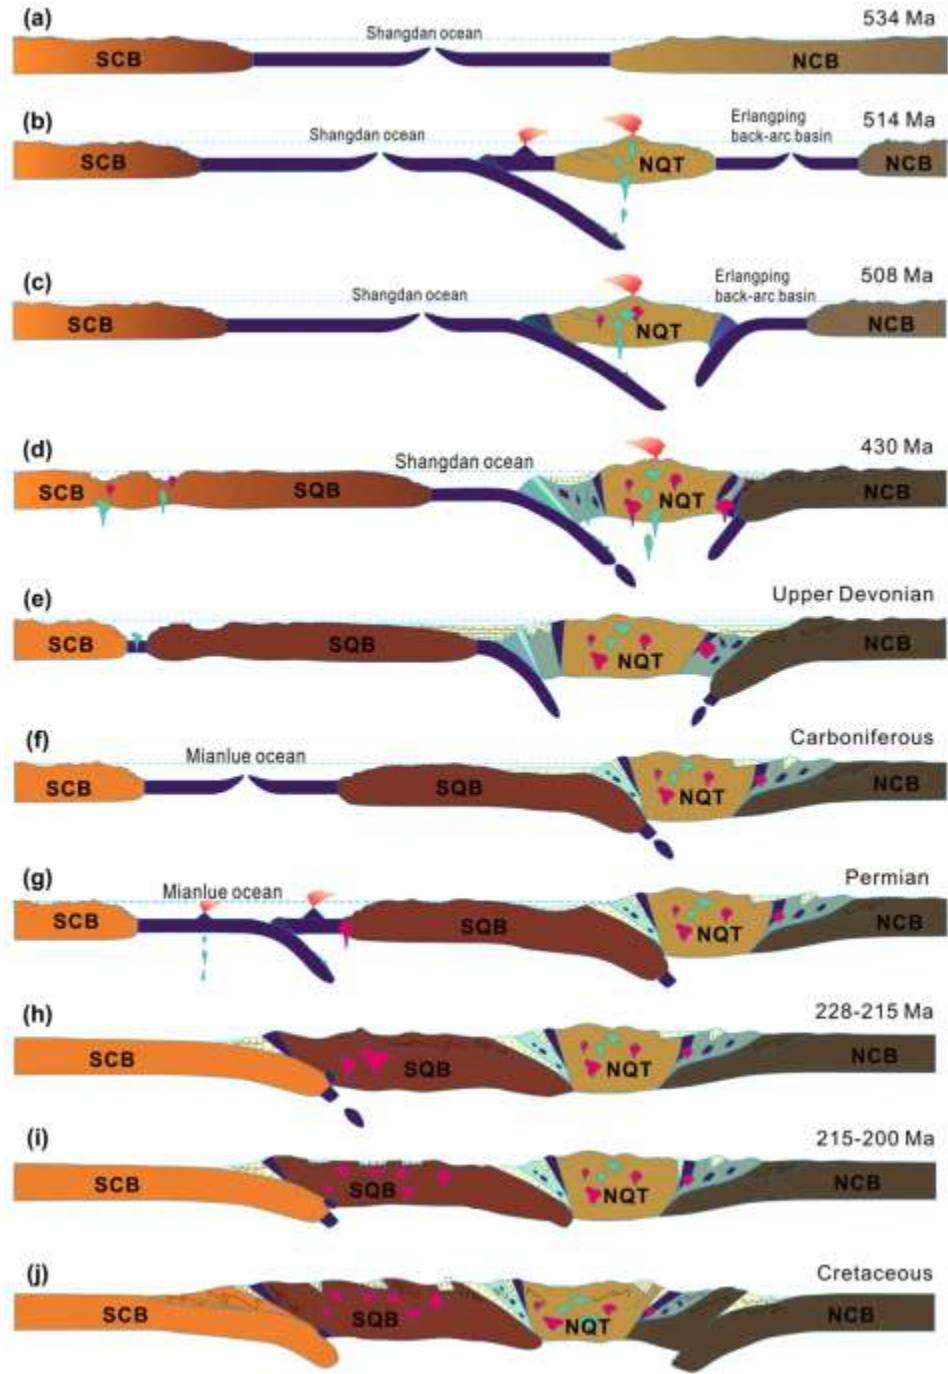 (a)
534 Ma
Shangdan ocean
SCB
NCB
(b)
514 Ma
Shangdan ocean
Erlangping
back-arc basin
SCB
NQT
NCB
(c)
508 Ma
Shangdan ocean
Erlangping
back-arc basin
SCB
NQT
NCB
(d)
430 Ma
Shangdan ocean
SCB
SQB
NQT
NCB
(e)
Upper Devonian
SCB
SQB
NQT
NCB
(f)
Carboniferous
Mianlue ocean
SCB
SQB
NQT
NCB
(g)
Permian
Mianlue ocean
SCB
SQB
NQT
NCB
(h)
228-215 Ma
SCB
SQB
NQT
NCB
(i)
215-200 Ma
SCB
SQB
NQT
NCB
(j)
Cretaceous
SCB
SQB
NQT
NCB